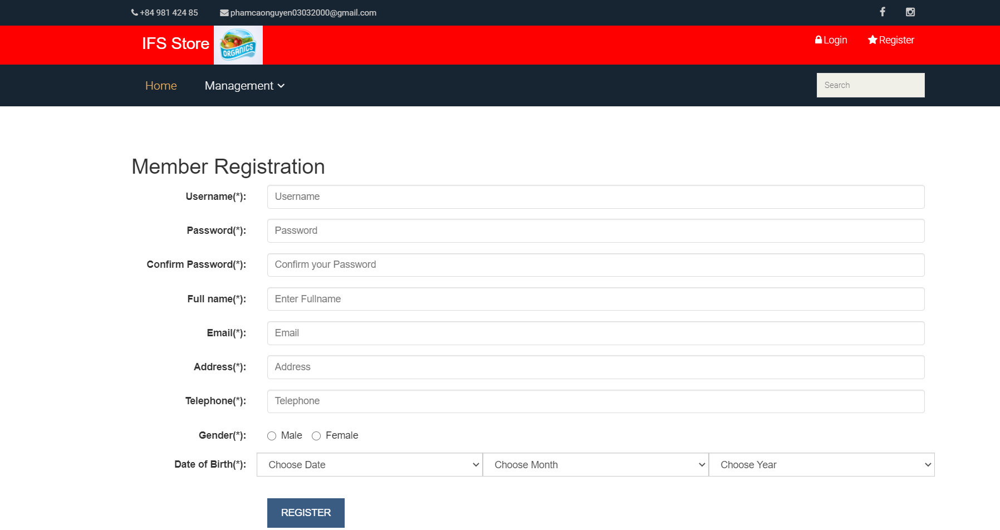 +84 981 424 85 phamcaonguyen03032000@gmail.com
IFS Store ORGANICS Login Register
Home Management Search
Member Registration
Username(*): Username
Password(*): Password
Confirm Password(*): Confirm your Password
Full name(*): Enter Fullname
Email(*): Email
Address(*): Address
Telephone(*): Telephone
Gender(*): Male Female
Date of Birth(*): Choose Date Choose Month Choose Year
REGISTER